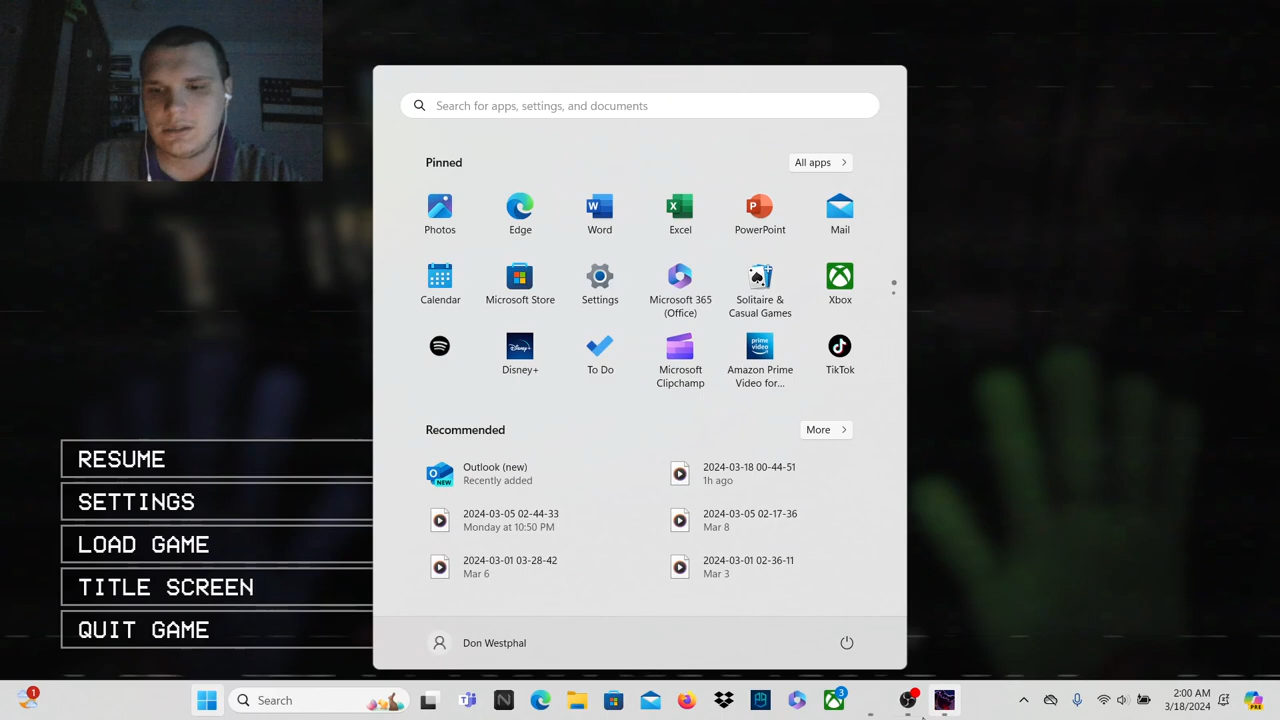 Search for apps, settings, and documents
Pinned
All apps
Photos
Edge
Word
Excel
PowerPoint
Mail
Calendar
Microsoft Store
Settings
Microsoft 365
(Office)
Solitaire &
Casual Games
Xbox
Disney+
To Do
Microsoft
Clipchamp
Amazon Prime
Video for...
TikTok
Recommended
More
Outlook (new)
Recently added
2024-03-18 00-44-51
1h ago
2024-03-05 02-44-33
Monday at 10:50 PM
2024-03-05 02-17-36
Mar 8
2024-03-01 03-28-42
Mar 6
2024-03-01 02-36-11
Mar 3
Don Westphal
RESUME
SETTINGS
LOAD GAME
TITLE SCREEN
QUIT GAME
1
Search
3
2:00 AM
3/18/2024